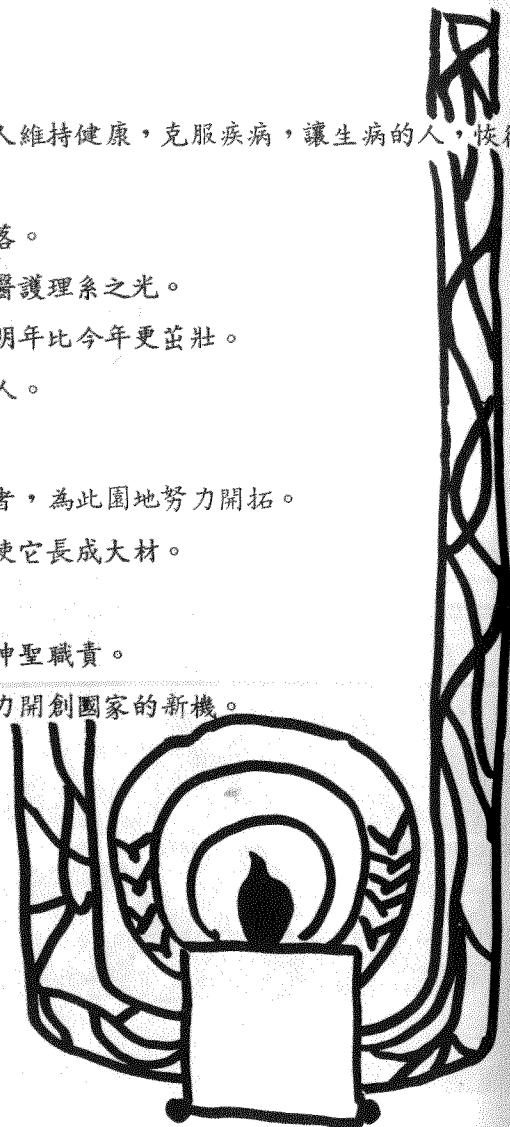 人維持健康，克服疾病，讓生病的人，恢
落。
醫護理系之光。
明年比今年更茁壯。
人。
者，為此園地努力開拓。
使它長成大材。
神聖職責。
力開創國家的新機。